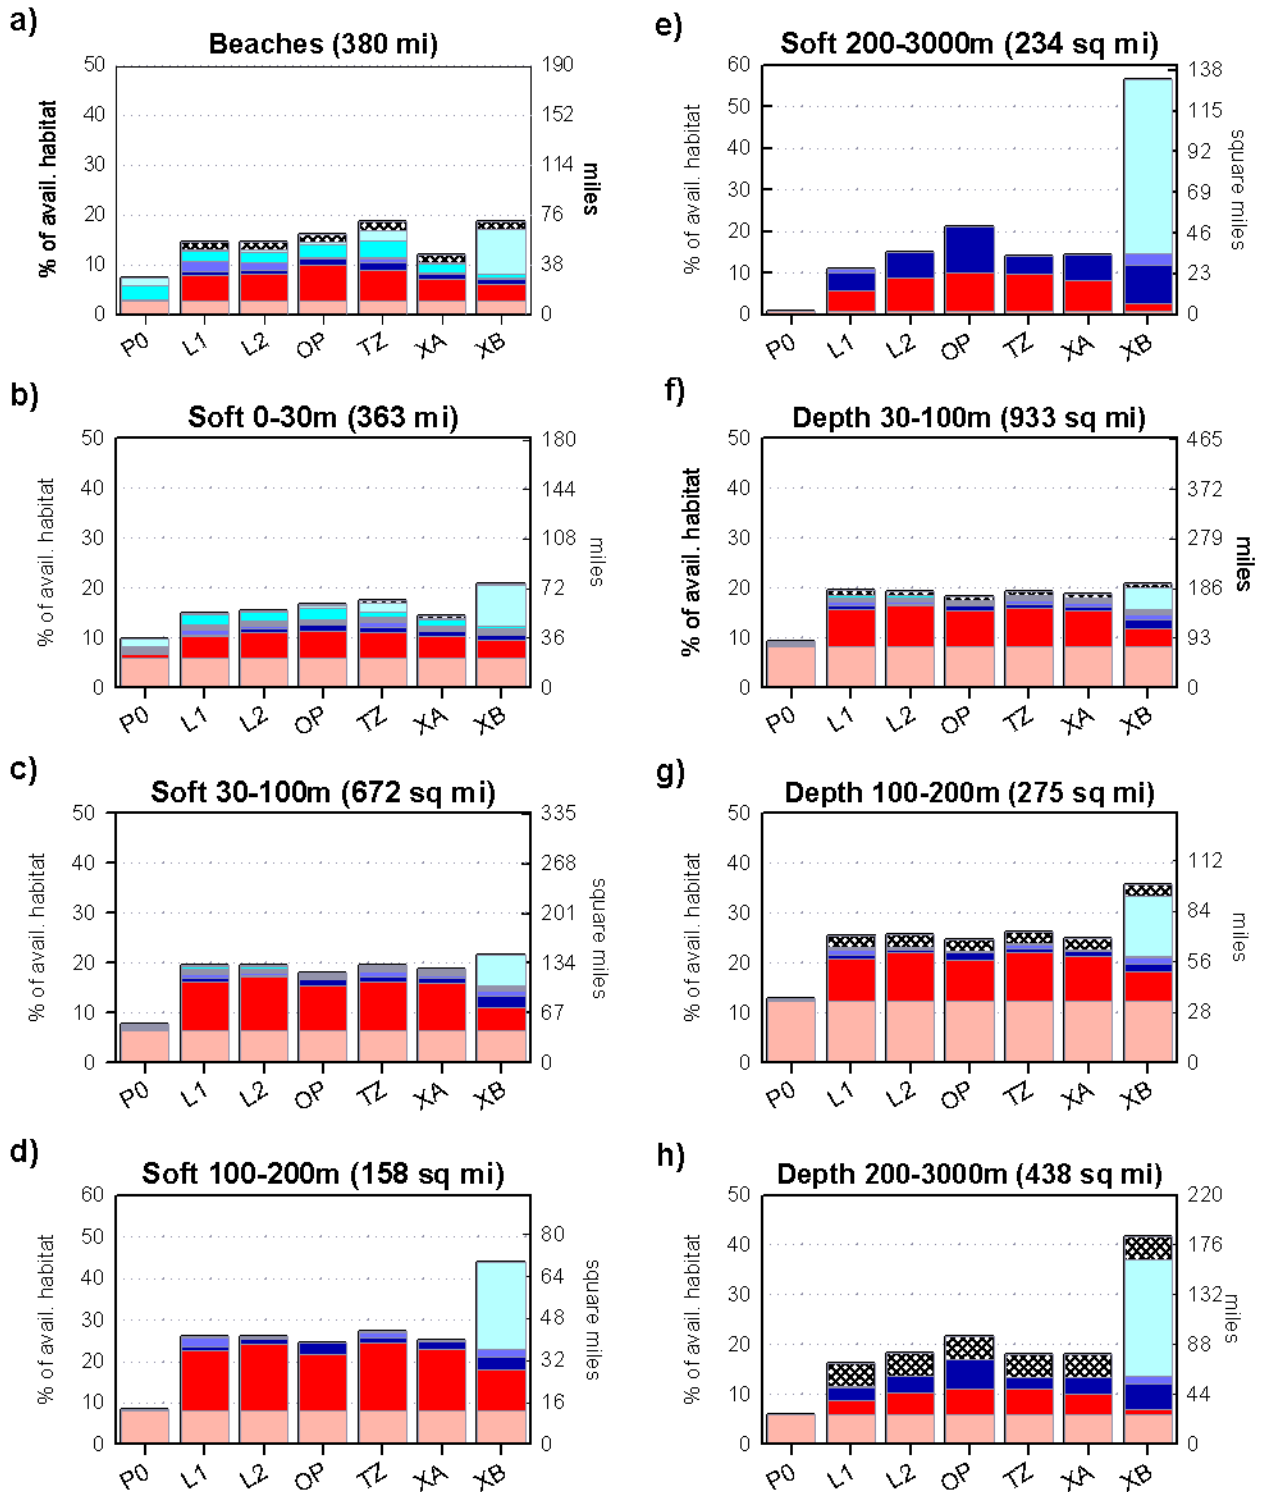 a)
Beaches (380 mi)
% of avail. habitat
50
40
30
20
10
0
190
152
114
76
38
0
miles
P0 L1 L2 OP TZ XA XB
b)
Soft 0-30m (363 mi)
% of avail. habitat
50
40
30
20
10
0
180
144
108
72
36
0
miles
P0 L1 L2 OP TZ XA XB
c)
Soft 30-100m (672 sq mi)
% of avail. habitat
50
40
30
20
10
0
335
268
201
134
67
0
square miles
P0 L1 L2 OP TZ XA XB
d)
Soft 100-200m (158 sq mi)
% of avail. habitat
60
50
40
30
20
10
0
80
64
48
32
16
0
square miles
P0 L1 L2 OP TZ XA XB
e)
Soft 200-3000m (234 sq mi)
% of avail. habitat
60
50
40
30
20
10
0
138
115
92
69
46
23
0
square miles
P0 L1 L2 OP TZ XA XB
f)
Depth 30-100m (933 sq mi)
% of avail. habitat
50
40
30
20
10
0
465
372
279
186
93
0
miles
P0 L1 L2 OP TZ XA XB
g)
Depth 100-200m (275 sq mi)
% of avail. habitat
50
40
30
20
10
0
112
84
56
28
0
miles
P0 L1 L2 OP TZ XA XB
h)
Depth 200-3000m (438 sq mi)
% of avail. habitat
50
40
30
20
10
0
220
176
132
88
44
0
miles
P0 L1 L2 OP TZ XA XB